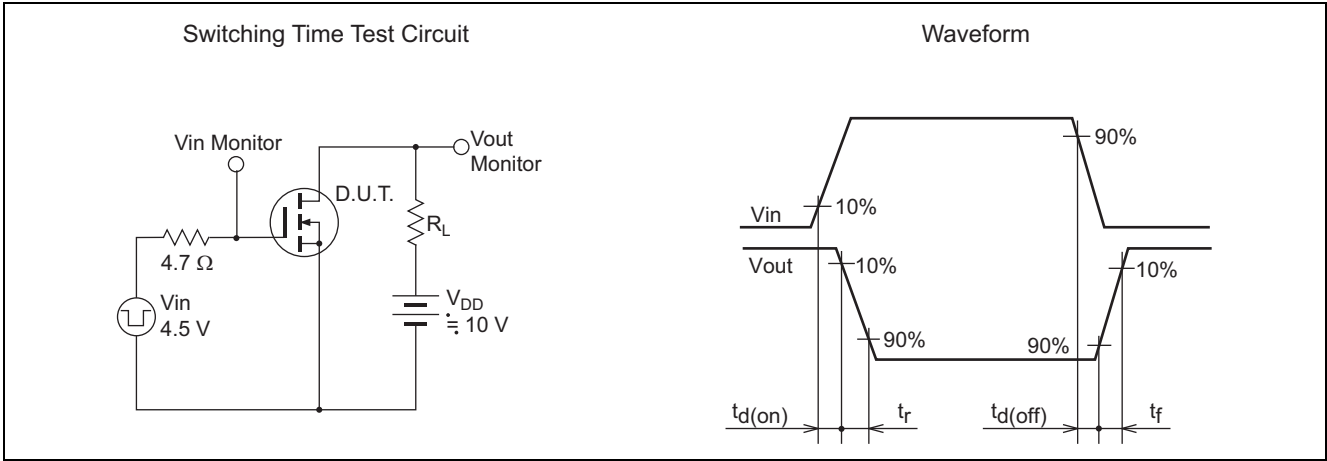 Switching Time Test Circuit
Vin Monitor
Vout
Monitor
D.U.T.
RL
4.7 Ω
Vin
4.5 V
VDD
≒ 10 V
Waveform
Vin
10%
90%
Vout
10%
90%
90%
10%
td(on)
tr
td(off)
tf